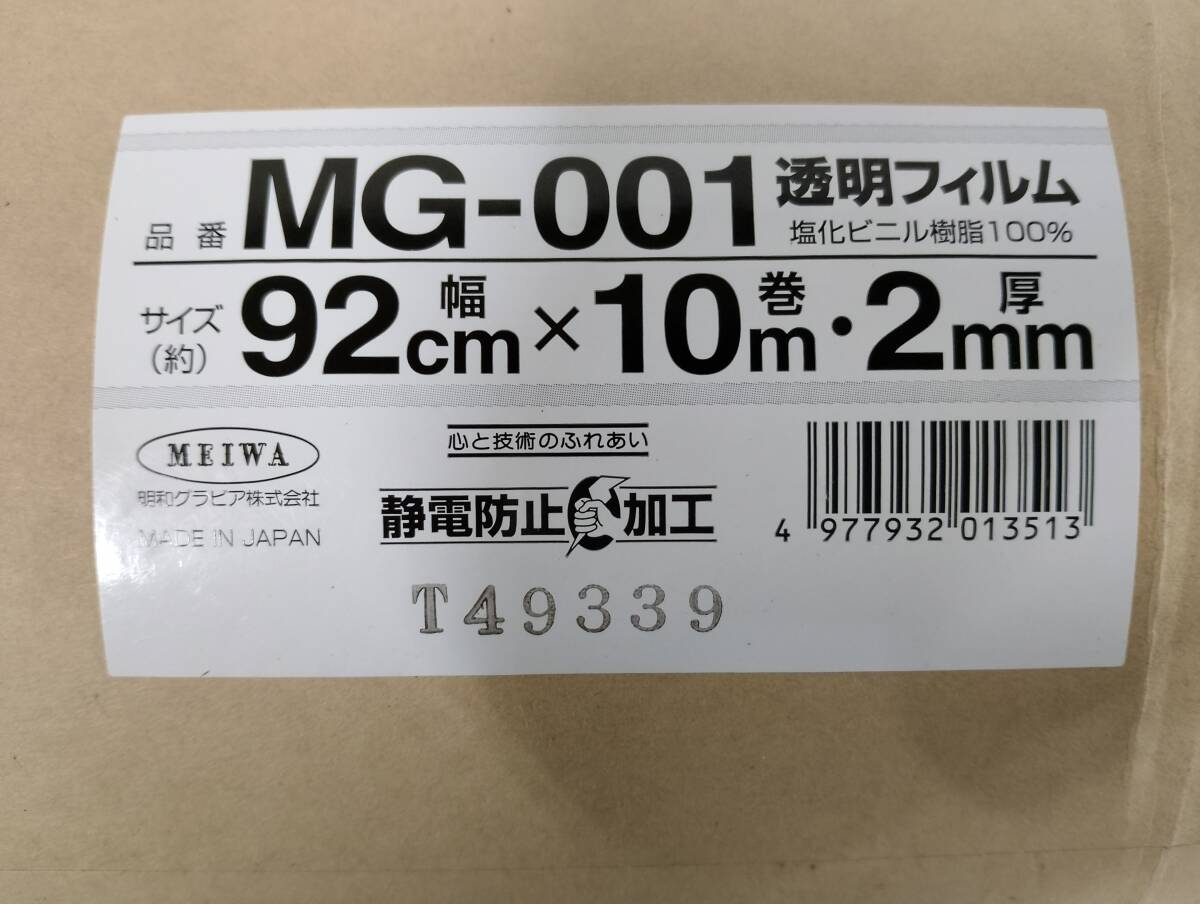 品番 MG-001 透明フィルム
塩化ビニル樹脂100%
サイズ(約) 92cm幅×10m巻・2mm厚
MEIWA
明和グラビア株式会社
MADE IN JAPAN
心と技術のふれあい
静電防止加工
4 977932 013513
T49339